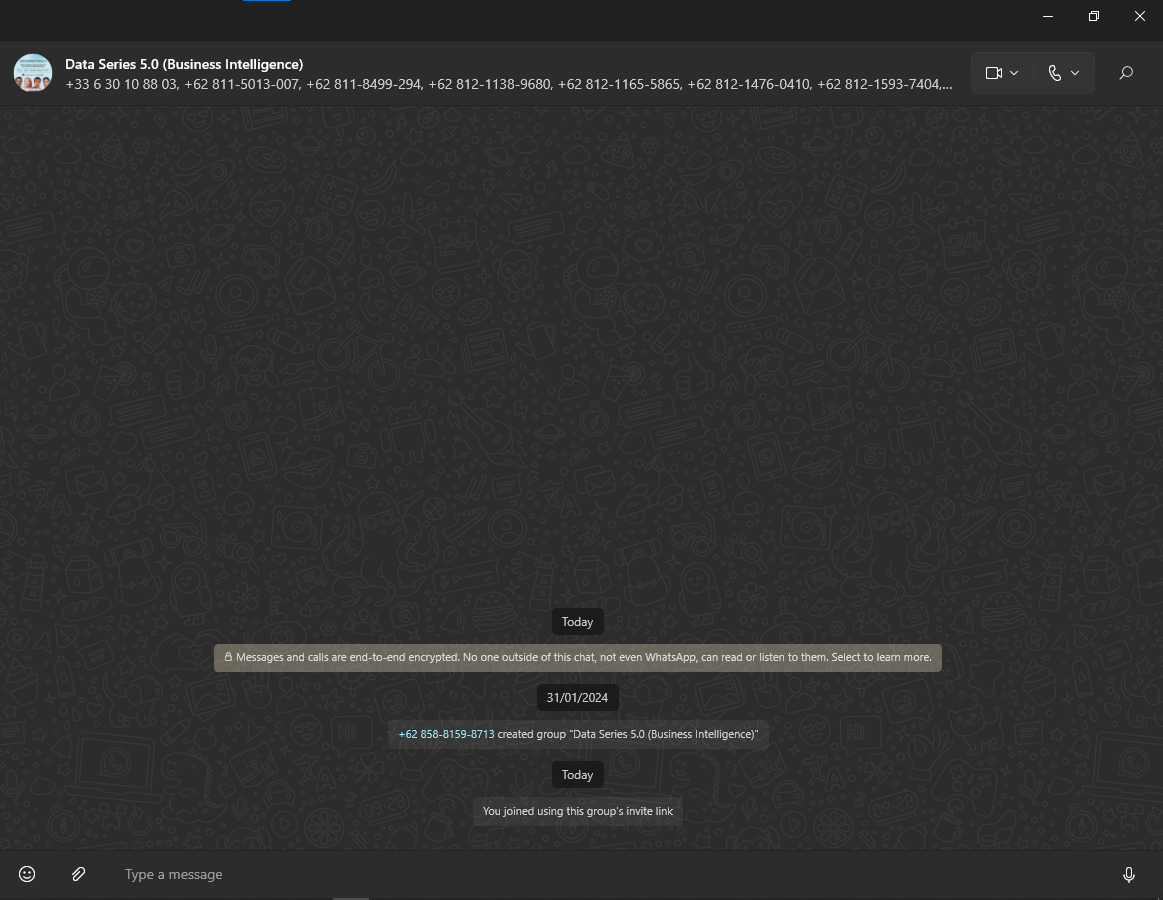 Data Series 5.0 (Business Intelligence)
+33 6 30 10 88 03, +62 811-5013-007, +62 811-8499-294, +62 812-1138-9680, +62 812-1165-5865, +62 812-1476-0410, +62 812-1593-7404,...
Today
Messages and calls are end-to-end encrypted. No one outside of this chat, not even WhatsApp, can read or listen to them. Select to learn more.
31/01/2024
+62 858-8159-8713 created group "Data Series 5.0 (Business Intelligence)"
Today
You joined using this group's invite link
Type a message